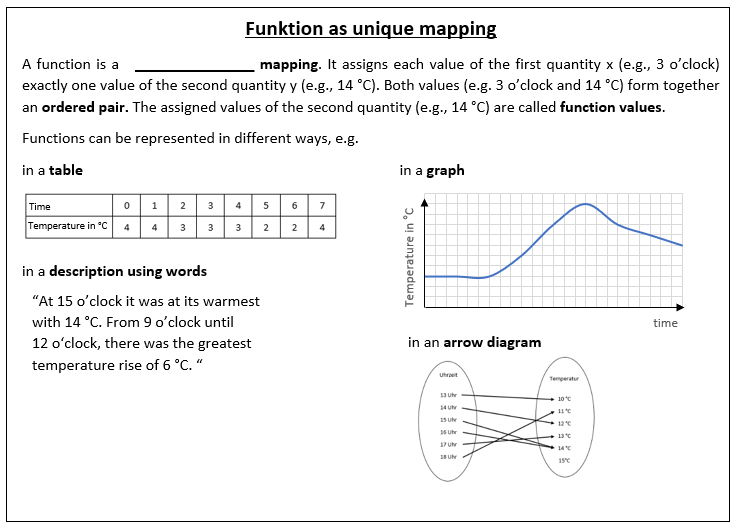 Funktion as unique mapping
A function is a ________________ mapping. It assigns each value of the first quantity x (e.g., 3 o’clock)
exactly one value of the second quantity y (e.g., 14 °C). Both values (e.g. 3 o’clock and 14 °C) form together
an ordered pair. The assigned values of the second quantity (e.g., 14 °C) are called function values.
Functions can be represented in different ways, e.g.
in a table
Time 0 1 2 3 4 5 6 7
Temperature in °C 4 4 3 3 3 2 2 4
in a description using words
“At 15 o’clock it was at its warmest
with 14 °C. From 9 o’clock until
12 o‘clock, there was the greatest
temperature rise of 6 °C. “
in a graph
Temperature in °C
time
in an arrow diagram
Uhrzeit
13 Uhr
14 Uhr
15 Uhr
16 Uhr
17 Uhr
18 Uhr
Temperatur
10 °C
11 °C
12 °C
13 °C
14 °C
15°C